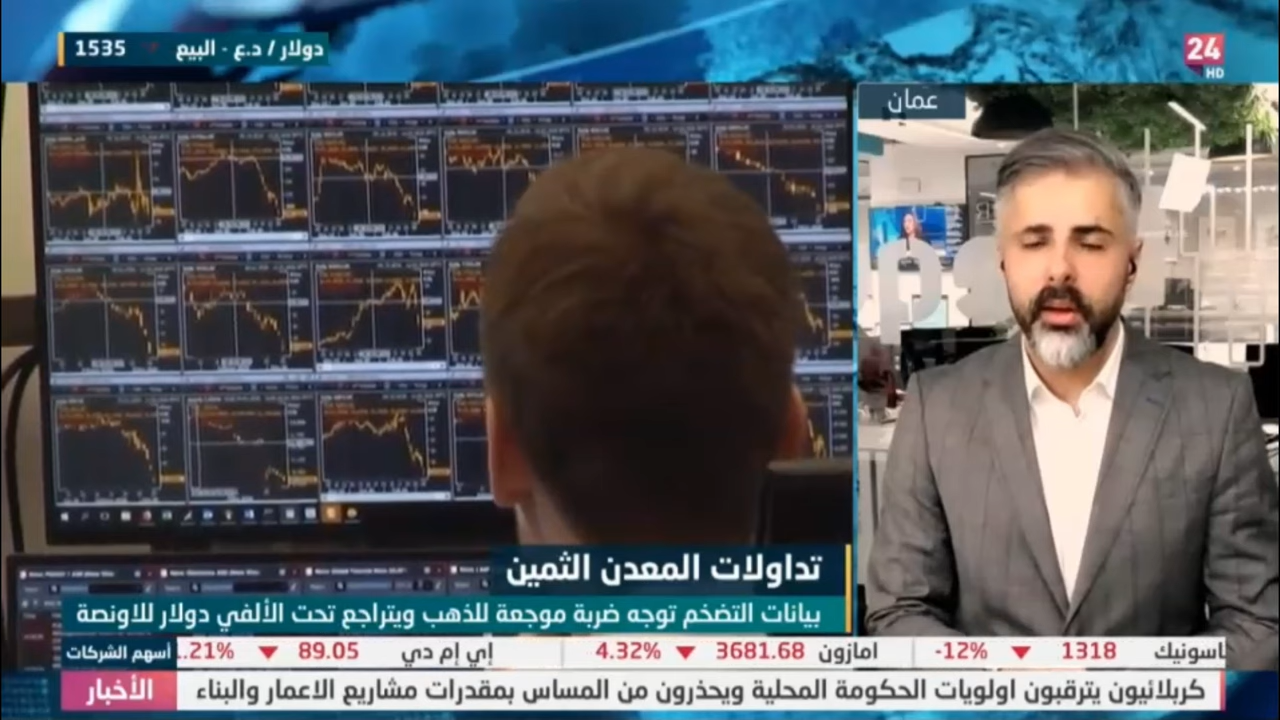 دولار / د.ع - البيع 1535
24
HD
عمان
تداولات المعدن الثمين
بيانات التضخم توجه ضربة موجعة للذهب ويتراجع تحت الألفي دولار للاونصة
أسهم الشركات .21% 89.05 إي إم دي 4.32% 3681.68 امازون -12% 1318 اسونيك
الأخبار كربلائيون يترقبون اولويات الحكومة المحلية ويحذرون من المساس بمقدرات مشاريع الاعمار والبناء